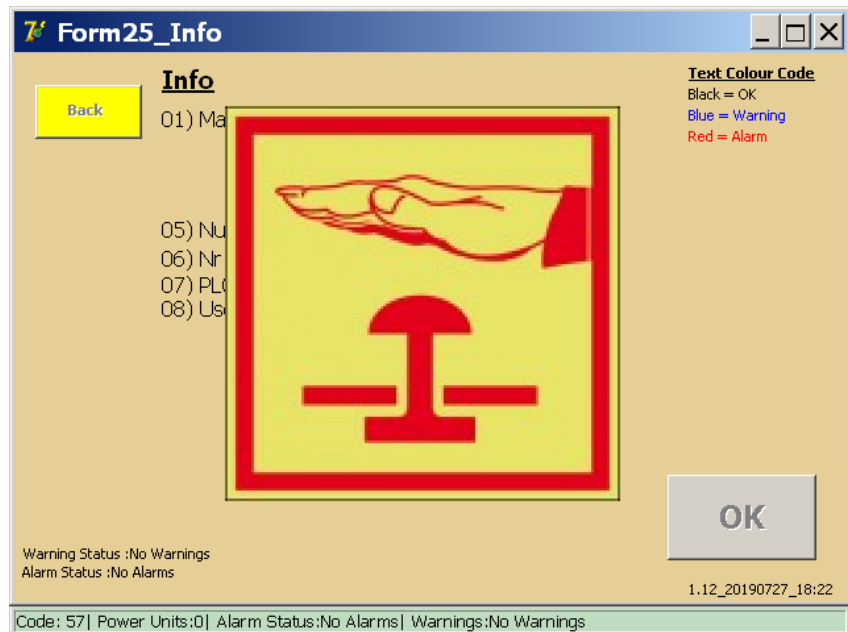 Form25_Info
Info
Back
01) Ma
05) Nu
06) Nr
07) PL
08) Us
Text Colour Code
Black = OK
Blue = Warning
Red = Alarm
OK
Warning Status :No Warnings
Alarm Status :No Alarms
1.12_20190727_18:22
Code: 57| Power Units:0| Alarm Status:No Alarms| Warnings:No Warnings